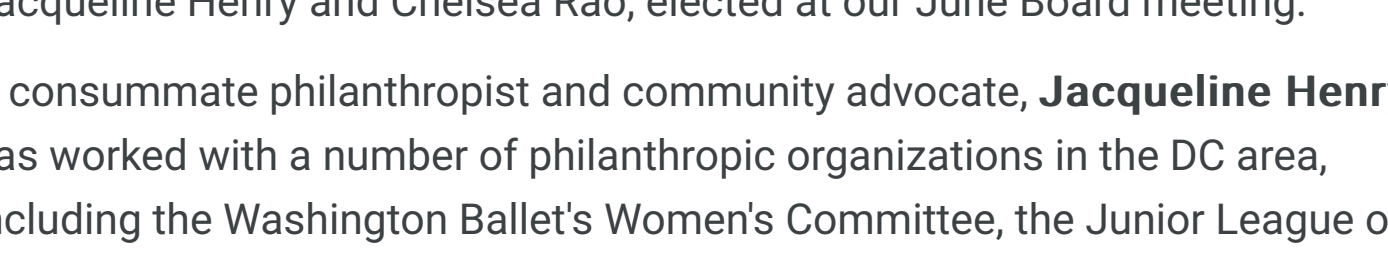 acqueline Henry and Chelsea Rao, elected at our June Board meeting.
consummate philanthropist and community advocate, Jacqueline Henr
as worked with a number of philanthropic organizations in the DC area,
ncluding the Washington Ballet's Women's Committee, the Junior League o